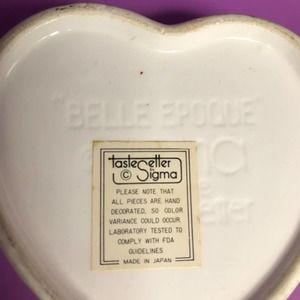 "BELLE EPOQUE"
tasteSetter
© Sigma
PLEASE NOTE THAT
ALL PIECES ARE HAND
DECORATED, SO COLOR
VARIANCE COULD OCCUR.
LABORATORY TESTED TO
COMPLY WITH FDA
GUIDELINES
MADE IN JAPAN